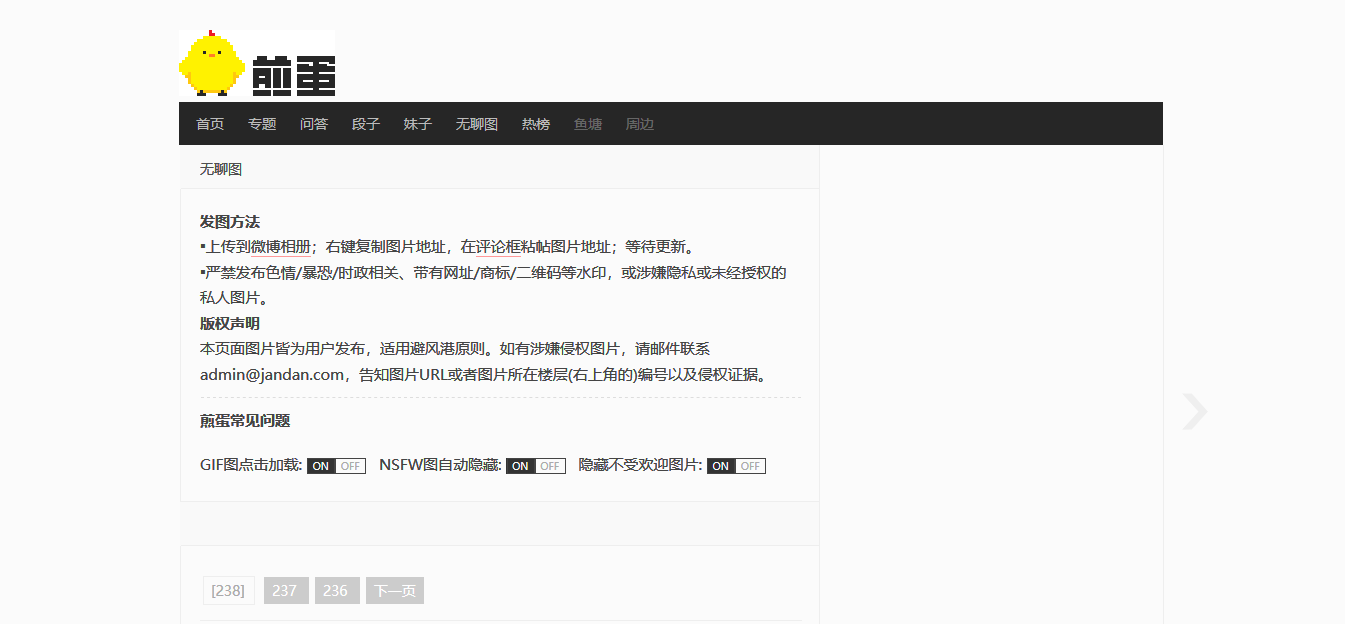 煎蛋
首页 专题 问答 段子 妹子 无聊图 热榜 鱼塘 周边
无聊图
发图方法
▪上传到微博相册；右键复制图片地址，在评论框粘帖图片地址；等待更新。
▪严禁发布色情/暴恐/时政相关、带有网址/商标/二维码等水印，或涉嫌隐私或未经授权的
私人图片。
版权声明
本页面图片皆为用户发布，适用避风港原则。如有涉嫌侵权图片，请邮件联系
admin@jandan.com，告知图片URL或者图片所在楼层(右上角的)编号以及侵权证据。
煎蛋常见问题
GIF图点击加载: ON OFF NSFW图自动隐藏: ON OFF 隐藏不受欢迎图片: ON OFF
[238] 237 236 下一页